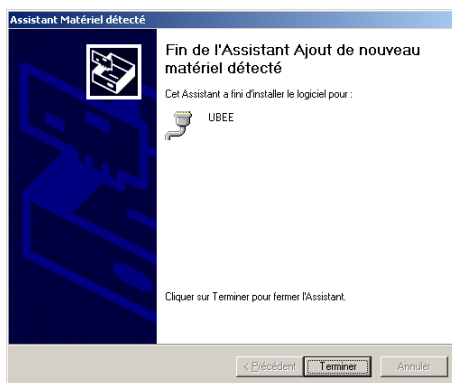 Assistant Matériel détecté
Fin de l'Assistant Ajout de nouveau
matériel détecté
Cet Assistant a fini d'installer le logiciel pour :
UBEE
Cliquer sur Terminer pour fermer l'Assistant.
< Précédent
Terminer
Annuler